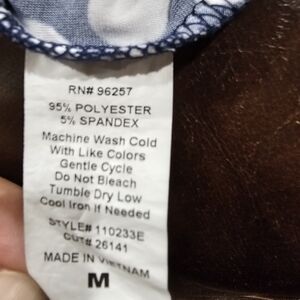 RN# 96257
95% POLYESTER
5% SPANDEX
Machine Wash Cold
With Like Colors
Gentle Cycle
Do Not Bleach
Tumble Dry Low
Cool Iron If Needed
STYLE# 110233E
CUT# 26141
MADE IN VIETNAM
M